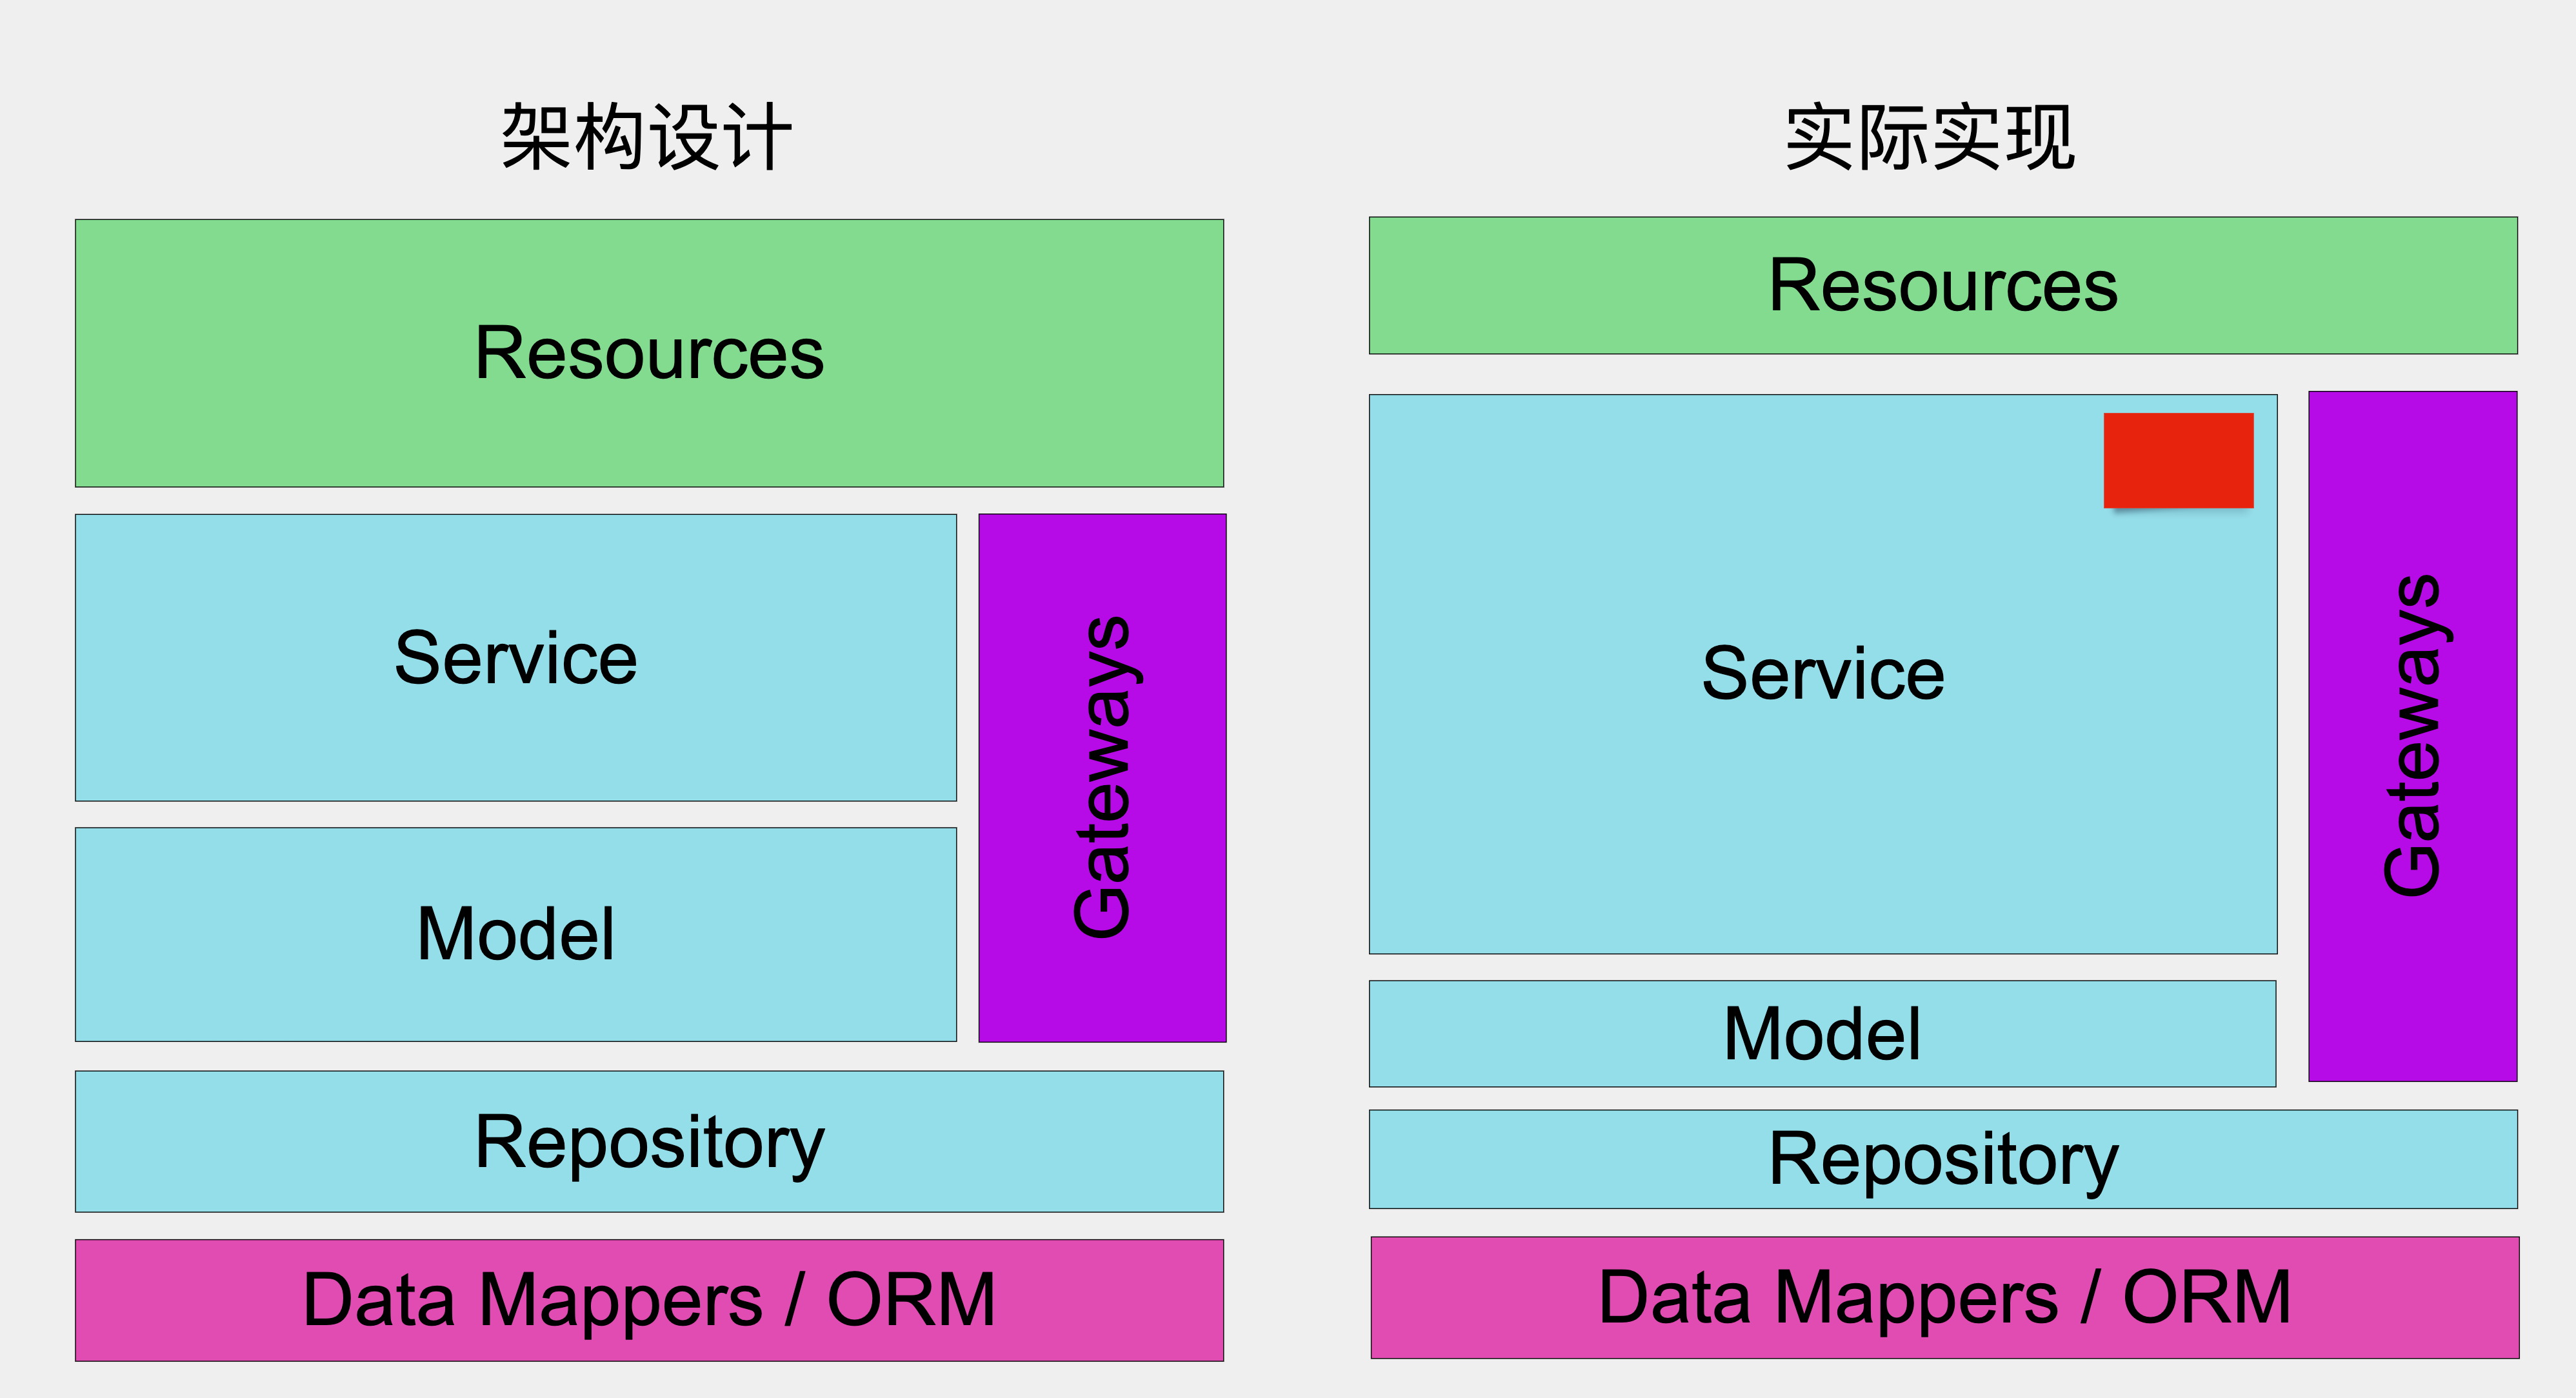 架构设计
Resources
Service
Gateways
Model
Repository
Data Mappers / ORM
实际实现
Resources
Service
Gateways
Model
Repository
Data Mappers / ORM